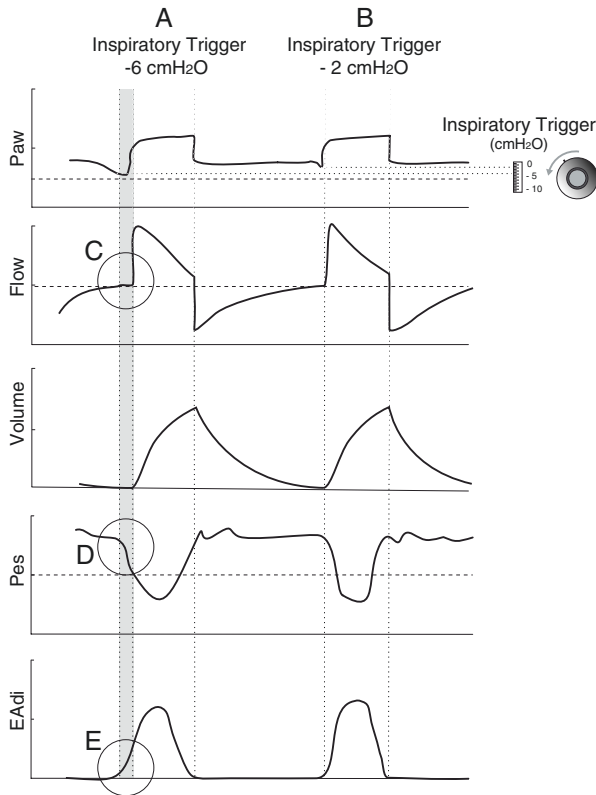 A
Inspiratory Trigger
-6 cmH2O
B
Inspiratory Trigger
- 2 cmH2O
Paw
Inspiratory Trigger
(cmH2O)
0
- 5
- 10
C
Flow
Volume
D
Pes
E
EAdi